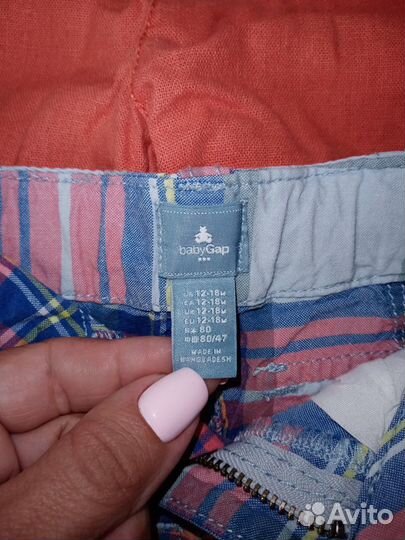 babyGap
US 12-18M
CA 12-18M
UK 12-18M
EU 12-18M
80
80/47
MADE IN
BANGLADESH
Avito